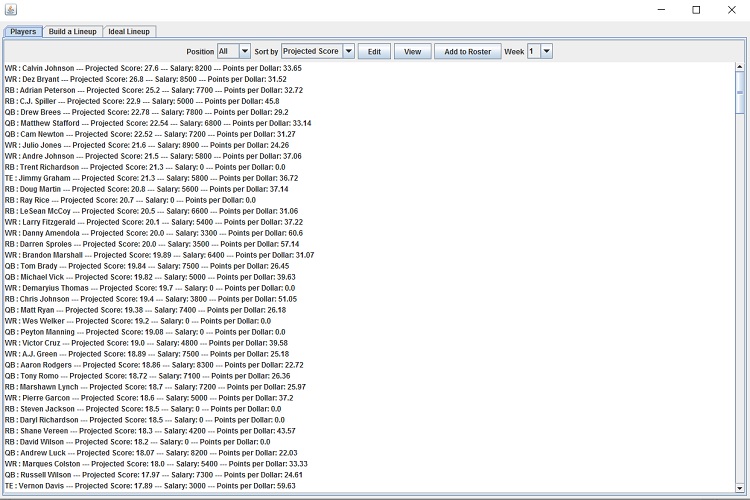 Players Build a Lineup Ideal Lineup
Position All Sort by Projected Score Edit View Add to Roster Week 1
WR : Calvin Johnson --- Projected Score: 27.6 --- Salary: 8200 --- Points per Dollar: 33.65
WR : Dez Bryant --- Projected Score: 26.8 --- Salary: 8500 --- Points per Dollar: 31.52
RB : Adrian Peterson --- Projected Score: 25.2 --- Salary: 7700 --- Points per Dollar: 32.72
RB : C.J. Spiller --- Projected Score: 22.9 --- Salary: 5000 --- Points per Dollar: 45.8
QB : Drew Brees --- Projected Score: 22.78 --- Salary: 7800 --- Points per Dollar: 29.2
QB : Matthew Stafford --- Projected Score: 22.54 --- Salary: 6800 --- Points per Dollar: 33.14
QB : Cam Newton --- Projected Score: 22.52 --- Salary: 7200 --- Points per Dollar: 31.27
WR : Julio Jones --- Projected Score: 21.6 --- Salary: 8900 --- Points per Dollar: 24.26
WR : Andre Johnson --- Projected Score: 21.5 --- Salary: 5800 --- Points per Dollar: 37.06
RB : Trent Richardson --- Projected Score: 21.3 --- Salary: 0 --- Points per Dollar: 0.0
TE : Jimmy Graham --- Projected Score: 21.3 --- Salary: 5800 --- Points per Dollar: 36.72
RB : Doug Martin --- Projected Score: 20.8 --- Salary: 5600 --- Points per Dollar: 37.14
RB : Ray Rice --- Projected Score: 20.7 --- Salary: 0 --- Points per Dollar: 0.0
RB : LeSean McCoy --- Projected Score: 20.5 --- Salary: 6600 --- Points per Dollar: 31.06
WR : Larry Fitzgerald --- Projected Score: 20.1 --- Salary: 5400 --- Points per Dollar: 37.22
WR : Danny Amendola --- Projected Score: 20.0 --- Salary: 3300 --- Points per Dollar: 60.6
RB : Darren Sproles --- Projected Score: 20.0 --- Salary: 3500 --- Points per Dollar: 57.14
WR : Brandon Marshall --- Projected Score: 19.89 --- Salary: 6400 --- Points per Dollar: 31.07
QB : Tom Brady --- Projected Score: 19.84 --- Salary: 7500 --- Points per Dollar: 26.45
QB : Michael Vick --- Projected Score: 19.82 --- Salary: 5000 --- Points per Dollar: 39.63
WR : Demaryius Thomas --- Projected Score: 19.7 --- Salary: 0 --- Points per Dollar: 0.0
RB : Chris Johnson --- Projected Score: 19.4 --- Salary: 3800 --- Points per Dollar: 51.05
QB : Matt Ryan --- Projected Score: 19.38 --- Salary: 7400 --- Points per Dollar: 26.18
WR : Wes Welker --- Projected Score: 19.2 --- Salary: 0 --- Points per Dollar: 0.0
QB : Peyton Manning --- Projected Score: 19.08 --- Salary: 0 --- Points per Dollar: 0.0
WR : Victor Cruz --- Projected Score: 19.0 --- Salary: 4800 --- Points per Dollar: 39.58
WR : A.J. Green --- Projected Score: 18.89 --- Salary: 7500 --- Points per Dollar: 25.18
QB : Aaron Rodgers --- Projected Score: 18.86 --- Salary: 8300 --- Points per Dollar: 22.72
QB : Tony Romo --- Projected Score: 18.72 --- Salary: 7100 --- Points per Dollar: 26.36
RB : Marshawn Lynch --- Projected Score: 18.7 --- Salary: 7200 --- Points per Dollar: 25.97
WR : Pierre Garcon --- Projected Score: 18.6 --- Salary: 5000 --- Points per Dollar: 37.2
RB : Steven Jackson --- Projected Score: 18.5 --- Salary: 0 --- Points per Dollar: 0.0
RB : Daryl Richardson --- Projected Score: 18.5 --- Salary: 0 --- Points per Dollar: 0.0
RB : Shane Vereen --- Projected Score: 18.3 --- Salary: 4200 --- Points per Dollar: 43.57
RB : David Wilson --- Projected Score: 18.2 --- Salary: 0 --- Points per Dollar: 0.0
QB : Andrew Luck --- Projected Score: 18.07 --- Salary: 8200 --- Points per Dollar: 22.03
WR : Marques Colston --- Projected Score: 18.0 --- Salary: 5400 --- Points per Dollar: 33.33
QB : Russell Wilson --- Projected Score: 17.97 --- Salary: 7300 --- Points per Dollar: 24.61
TE : Vernon Davis --- Projected Score: 17.89 --- Salary: 3000 --- Points per Dollar: 59.63